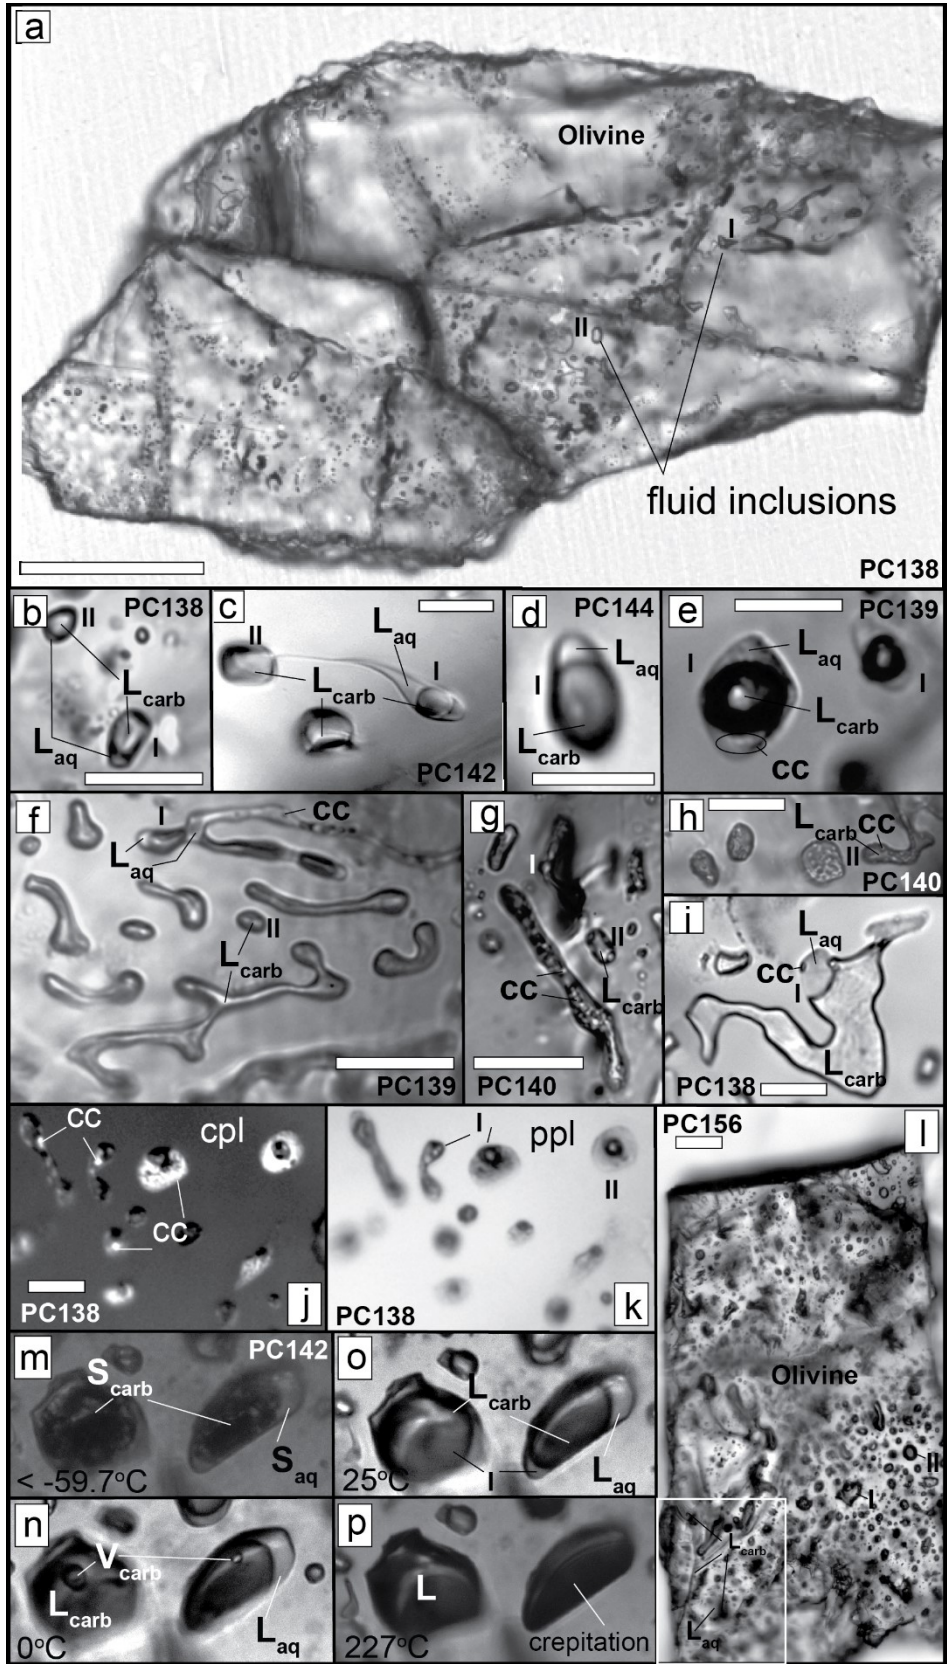 a
Olivine
I
II
fluid inclusions
PC138
b
PC138
II
L carb
L aq
I
c
II
L aq
I
L carb
PC142
d
PC144
L aq
I
L carb
e
PC139
I
L aq
I
L carb
CC
f
I
CC
L aq
II
L carb
PC139
g
I
II
CC
L carb
PC140
h
L carb
CC
II
PC140
i
L aq
CC
I
L carb
PC138
CC
cpl
CC
PC138
j
I
ppl
II
PC138
k
PC156
l
Olivine
II
I
L carb
L aq
m
PC142
S carb
S aq
< -59.7°C
o
L carb
I
L aq
25°C
n
V carb
L carb
L aq
0°C
p
L
227°C
crepitation